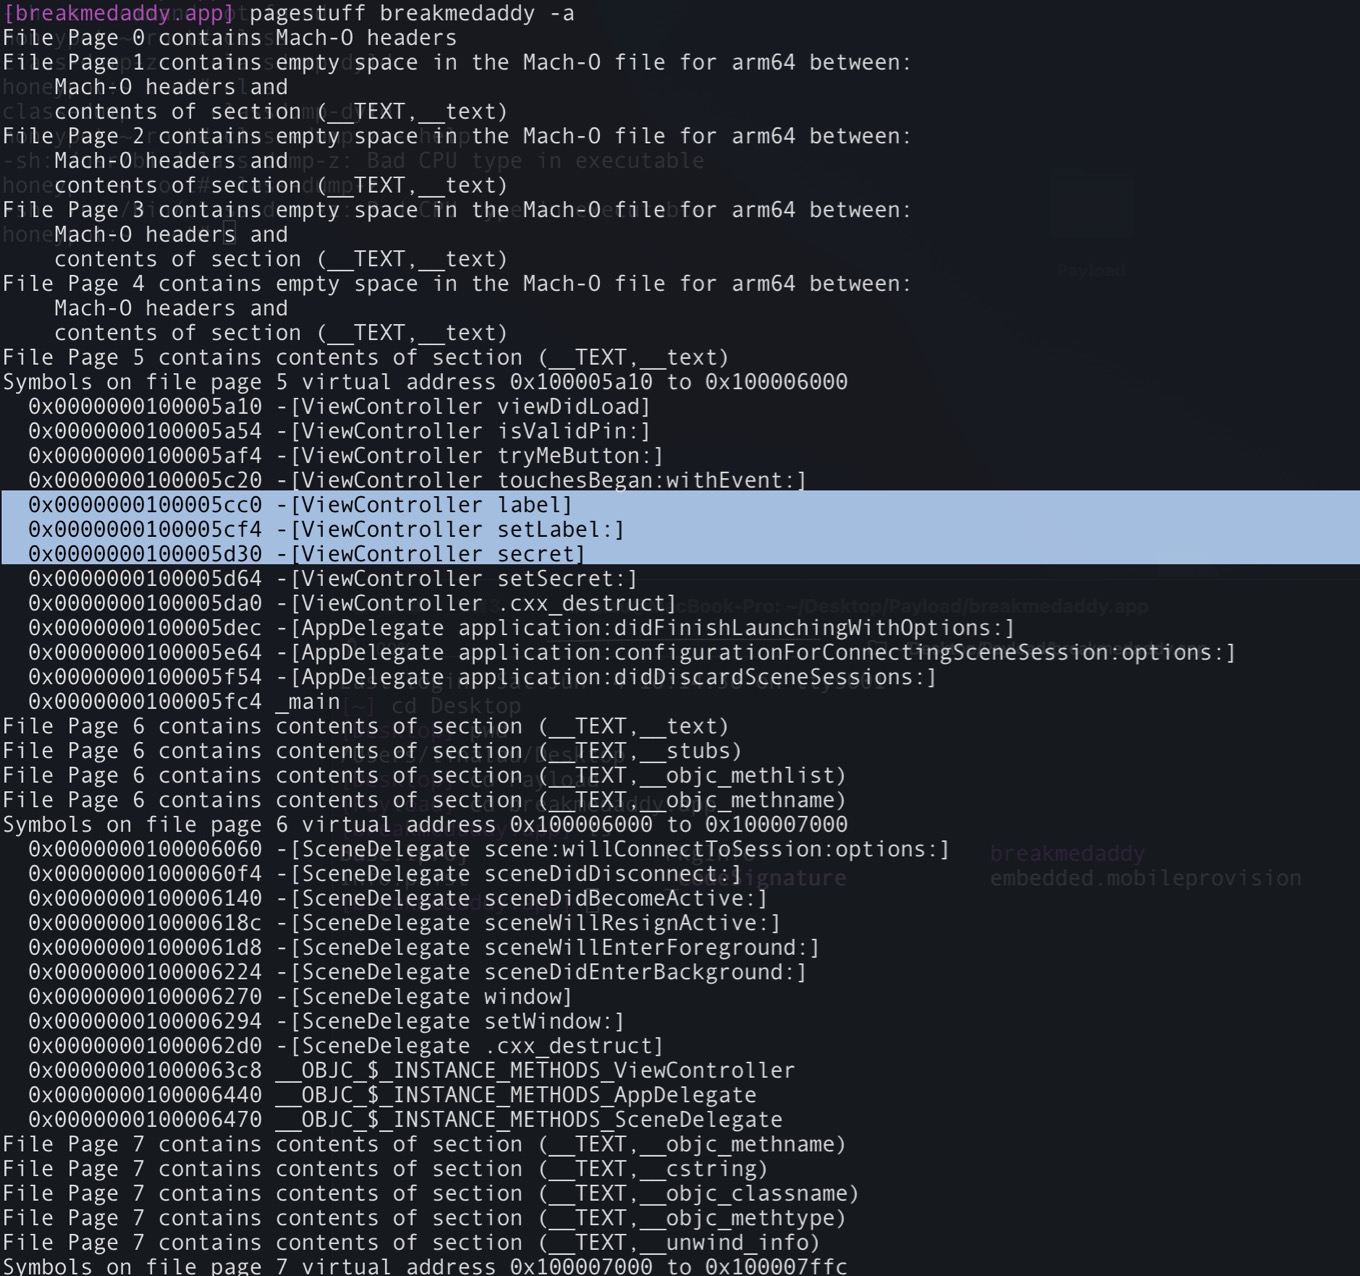 [breakmedaddy.app] pagestuff breakmedaddy -a
File Page 0 contains Mach-O headers
File Page 1 contains empty space in the Mach-O file for arm64 between:
    Mach-O headers and
    contents of section (__TEXT,__text)
File Page 2 contains empty space in the Mach-O file for arm64 between:
    Mach-O headers and
    contents of section (__TEXT,__text)
File Page 3 contains empty space in the Mach-O file for arm64 between:
    Mach-O headers and
    contents of section (__TEXT,__text)
File Page 4 contains empty space in the Mach-O file for arm64 between:
    Mach-O headers and
    contents of section (__TEXT,__text)
File Page 5 contains contents of section (__TEXT,__text)
Symbols on file page 5 virtual address 0x100005a10 to 0x100006000
  0x0000000100005a10 -[ViewController viewDidLoad]
  0x0000000100005a54 -[ViewController isValidPin:]
  0x0000000100005af4 -[ViewController tryMeButton:]
  0x0000000100005c20 -[ViewController touchesBegan:withEvent:]
  0x0000000100005cc0 -[ViewController label]
  0x0000000100005cf4 -[ViewController setLabel:]
  0x0000000100005d30 -[ViewController secret]
  0x0000000100005d64 -[ViewController setSecret:]
  0x0000000100005da0 -[ViewController .cxx_destruct]
  0x0000000100005dec -[AppDelegate application:didFinishLaunchingWithOptions:]
  0x0000000100005e64 -[AppDelegate application:configurationForConnectingSceneSession:options:]
  0x0000000100005f54 -[AppDelegate application:didDiscardSceneSessions:]
  0x0000000100005fc4 _main
File Page 6 contains contents of section (__TEXT,__text)
File Page 6 contains contents of section (__TEXT,__stubs)
File Page 6 contains contents of section (__TEXT,__objc_methlist)
File Page 6 contains contents of section (__TEXT,__objc_methname)
Symbols on file page 6 virtual address 0x100006000 to 0x100007000
  0x0000000100006060 -[SceneDelegate scene:willConnectToSession:options:]
  0x00000001000060f4 -[SceneDelegate sceneDidDisconnect:]
  0x0000000100006140 -[SceneDelegate sceneDidBecomeActive:]
  0x000000010000618c -[SceneDelegate sceneWillResignActive:]
  0x00000001000061d8 -[SceneDelegate sceneWillEnterForeground:]
  0x0000000100006224 -[SceneDelegate sceneDidEnterBackground:]
  0x0000000100006270 -[SceneDelegate window]
  0x0000000100006294 -[SceneDelegate setWindow:]
  0x00000001000062d0 -[SceneDelegate .cxx_destruct]
  0x00000001000063c8 __OBJC_$_INSTANCE_METHODS_ViewController
  0x0000000100006440 __OBJC_$_INSTANCE_METHODS_AppDelegate
  0x0000000100006470 __OBJC_$_INSTANCE_METHODS_SceneDelegate
File Page 7 contains contents of section (__TEXT,__objc_methname)
File Page 7 contains contents of section (__TEXT,__cstring)
File Page 7 contains contents of section (__TEXT,__objc_classname)
File Page 7 contains contents of section (__TEXT,__objc_methtype)
File Page 7 contains contents of section (__TEXT,__unwind_info)
Symbols on file page 7 virtual address 0x100007000 to 0x100007ffc
Payload
breakmedaddy
embedded.mobileprovision